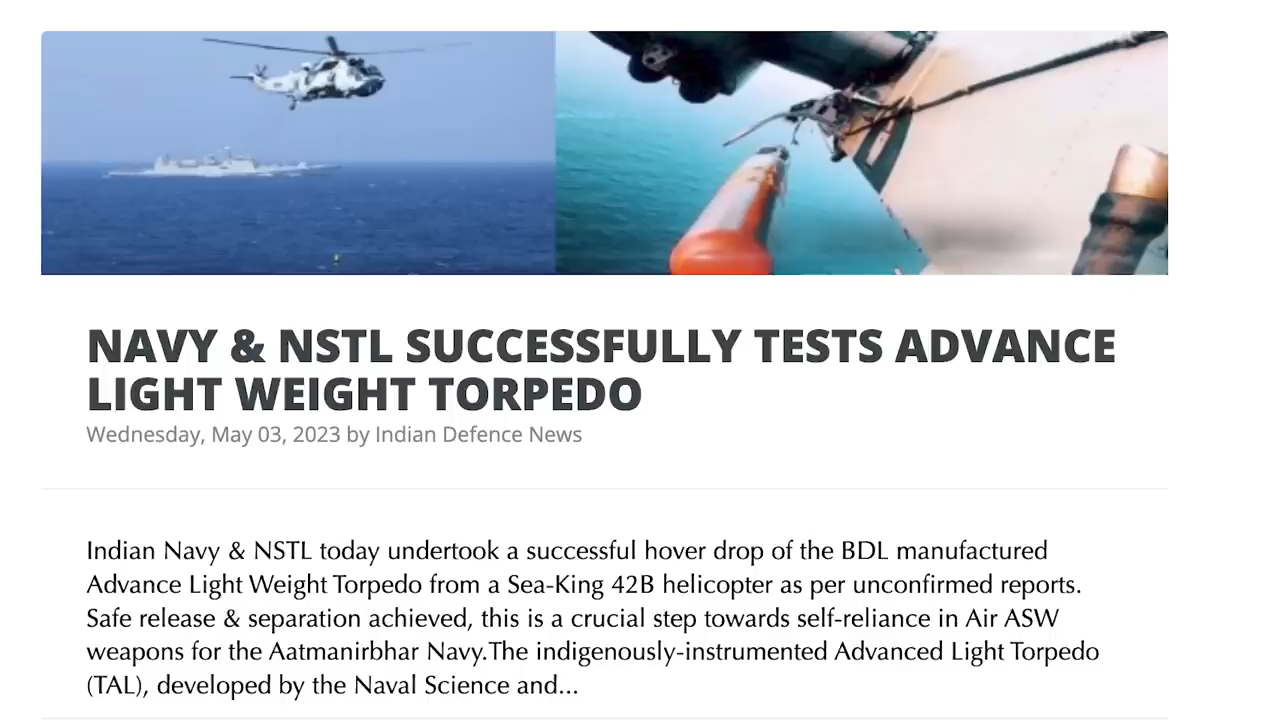 NAVY & NSTL SUCCESSFULLY TESTS ADVANCE
LIGHT WEIGHT TORPEDO
Wednesday, May 03, 2023 by Indian Defence News
Indian Navy & NSTL today undertook a successful hover drop of the BDL manufactured
Advance Light Weight Torpedo from a Sea-King 42B helicopter as per unconfirmed reports.
Safe release & separation achieved, this is a crucial step towards self-reliance in Air ASW
weapons for the Aatmanirbhar Navy.The indigenously-instrumented Advanced Light Torpedo
(TAL), developed by the Naval Science and...